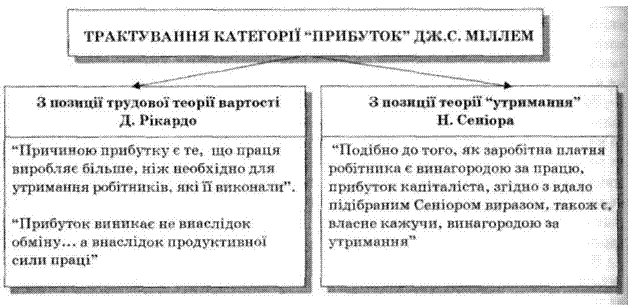 ТРАКТУВАННЯ КАТЕГОРІЇ “ПРИБУТОК” ДЖ.С. МІЛЛЕМ
З позиції трудової теорії вартості
Д. Рікардо
“Причиною прибутку є те, що праця
виробляє більше, ніж необхідно для
утримання робітників, які її виконали”.
“Прибуток виникає не внаслідок
обміну... а внаслідок продуктивної
сили праці”
З позиції теорії “утримання”
Н. Сеніора
“Подібно до того, як заробітна платня
робітника є винагородою за працю,
прибуток капіталіста, згідно з вдало
підібраним Сеніором виразом, також є,
власне кажучи, винагородою за
утримання”